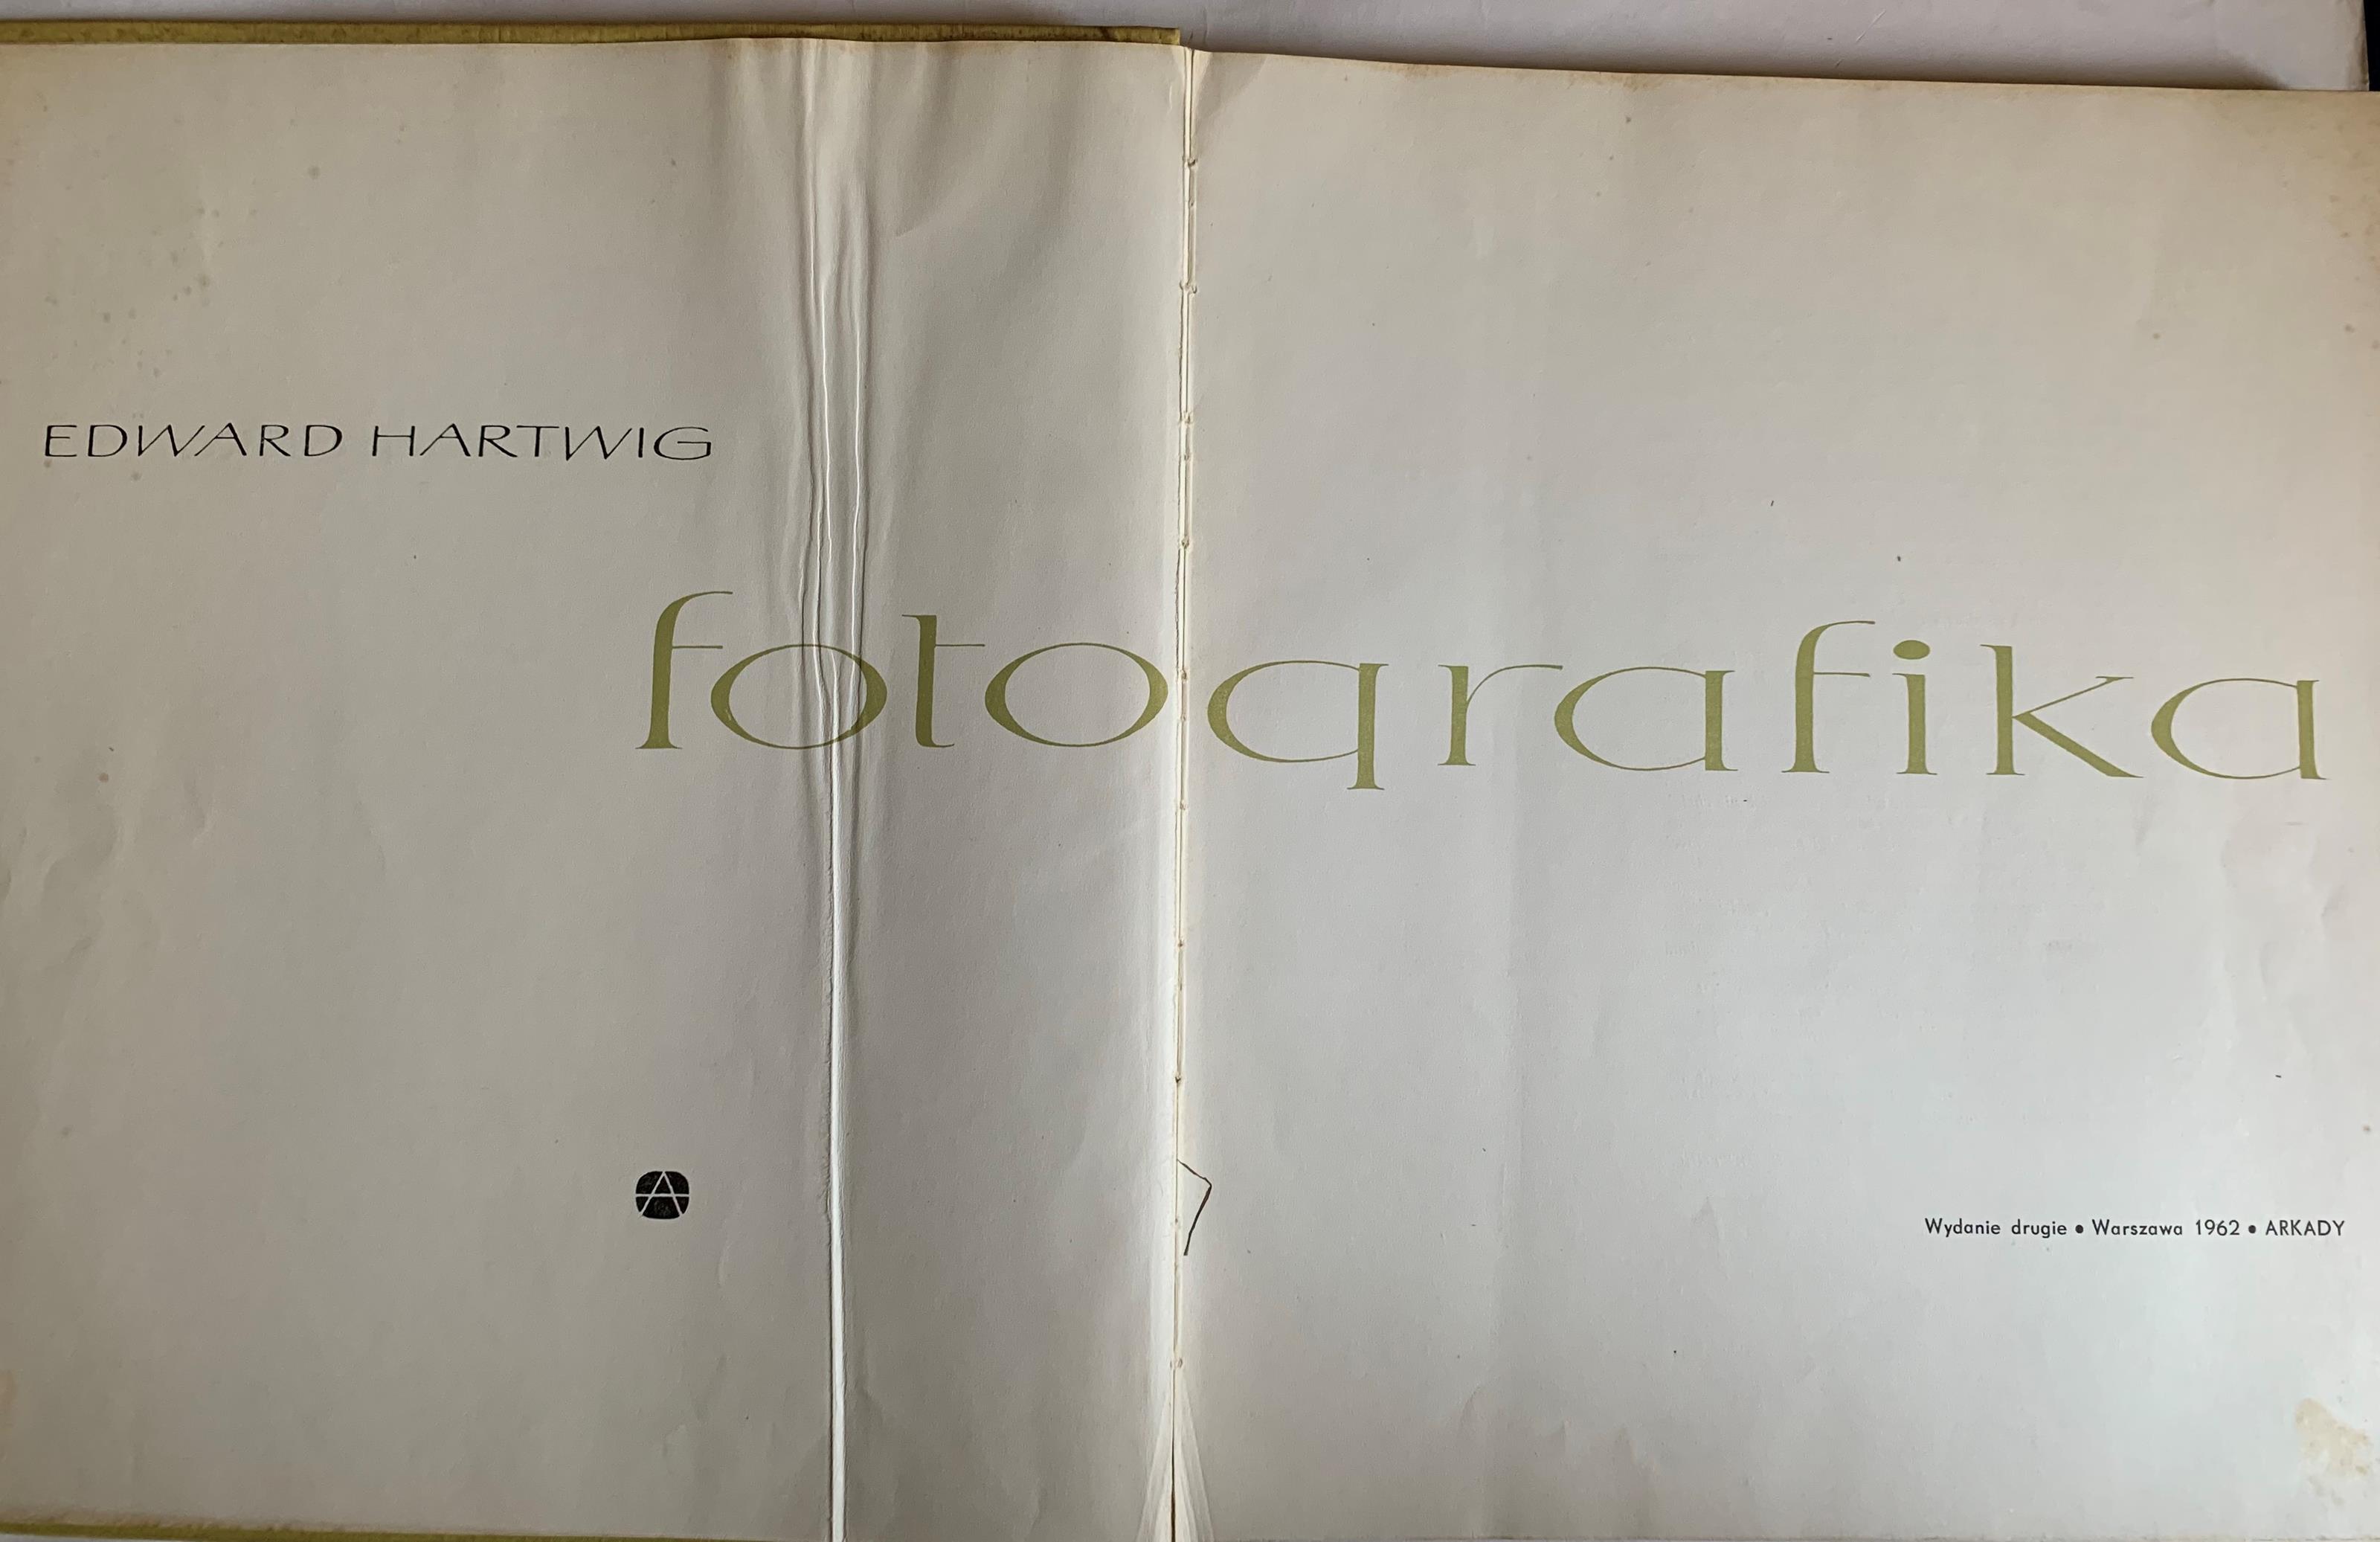 EDWARD HARTWIG
fotografika
Wydanie drugie • Warszawa 1962 • ARKADY